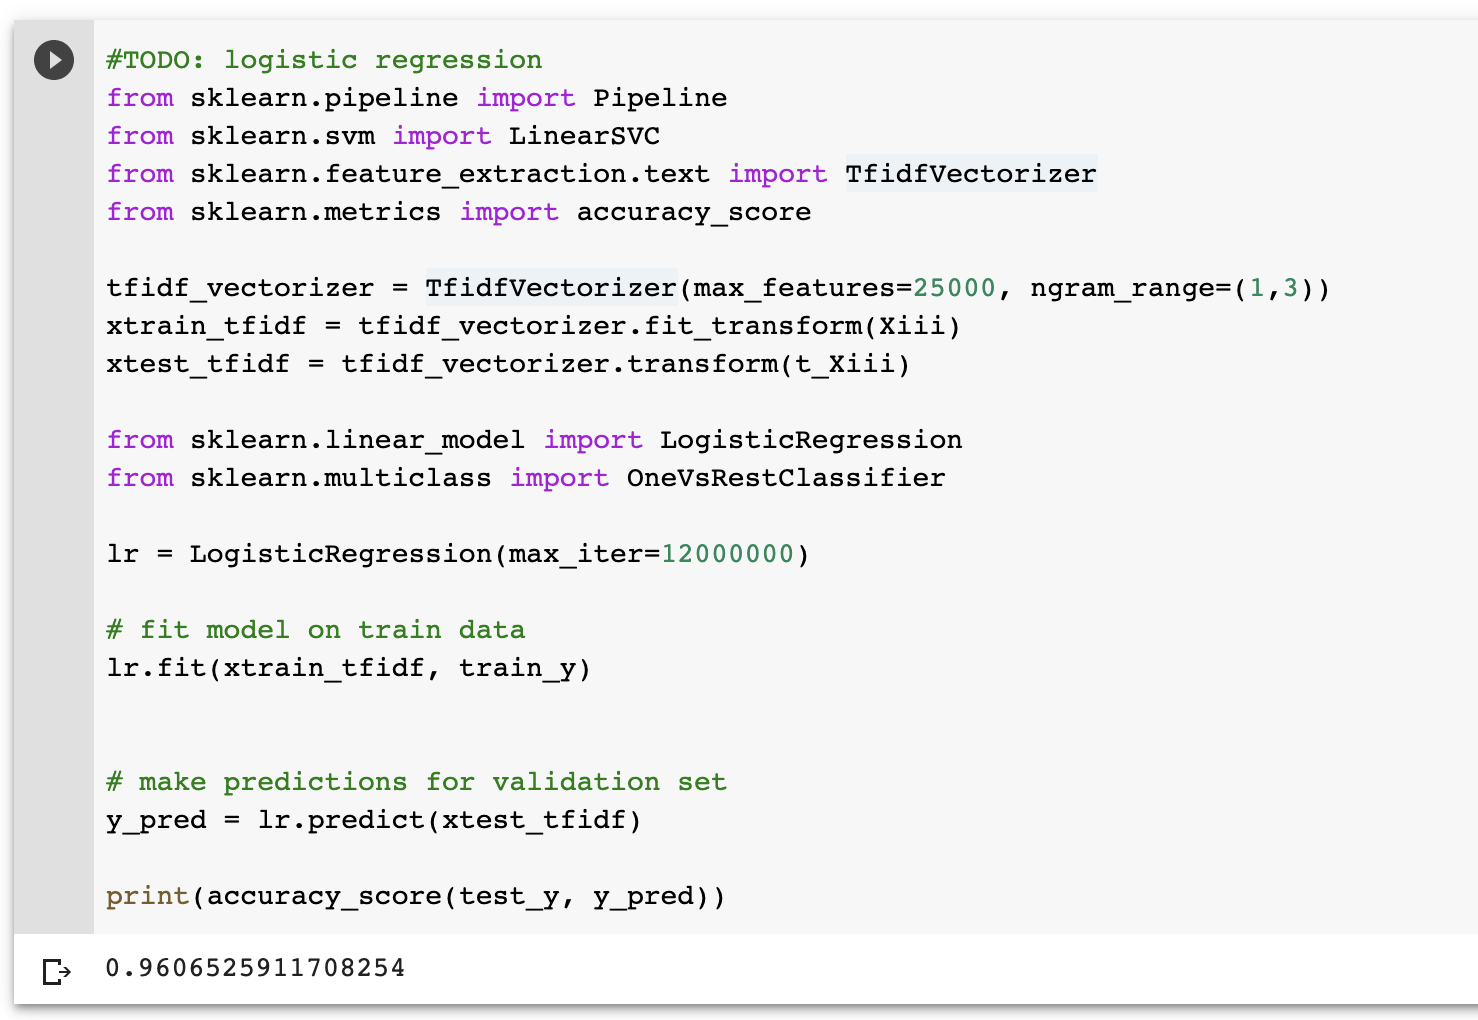 #TODO: logistic regression
from sklearn.pipeline import Pipeline
from sklearn.svm import LinearSVC
from sklearn.feature_extraction.text import TfidfVectorizer
from sklearn.metrics import accuracy_score
tfidf_vectorizer = TfidfVectorizer(max_features=25000, ngram_range=(1,3))
xtrain_tfidf = tfidf_vectorizer.fit_transform(Xiii)
xtest_tfidf = tfidf_vectorizer.transform(t_Xiii)
from sklearn.linear_model import LogisticRegression
from sklearn.multiclass import OneVsRestClassifier
lr = LogisticRegression(max_iter=12000000)
# fit model on train data
lr.fit(xtrain_tfidf, train_y)
# make predictions for validation set
y_pred = lr.predict(xtest_tfidf)
print(accuracy_score(test_y, y_pred))
0.9606525911708254